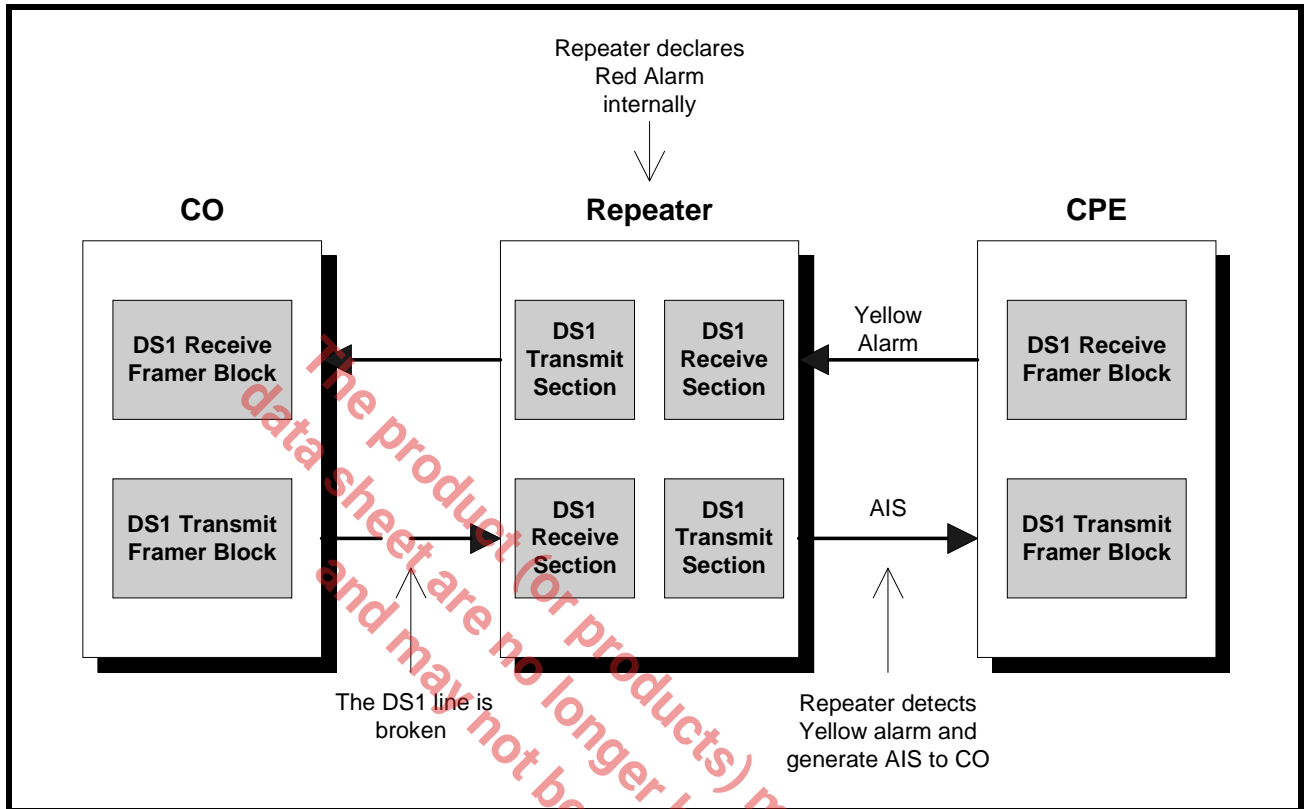 Repeater declares
Red Alarm
internally
CO
Repeater
CPE
DS1 Receive
Framer Block
DS1
Transmit
Section
DS1
Receive
Section
Yellow
Alarm
DS1 Receive
Framer Block
DS1 Transmit
Framer Block
DS1
Receive
Section
DS1
Transmit
Section
AIS
DS1 Transmit
Framer Block
The DS1 line is
broken
Repeater detects
Yellow alarm and
generate AIS to CO
The product (or products) m
data sheet are no longer
and may not be